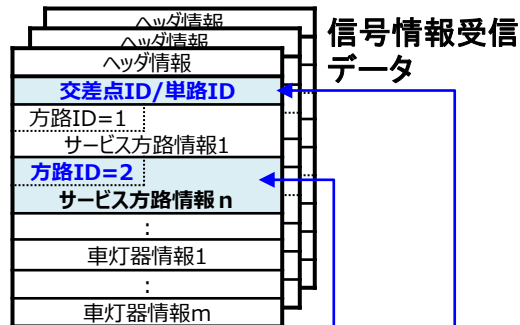 ヘッダ情報
ヘッダ情報
ヘッダ情報
信号情報受信
データ
交差点ID/単路ID
方路ID=1
サービス方路情報1
方路ID=2
サービス方路情報n
:
車灯器情報1
:
車灯器情報m